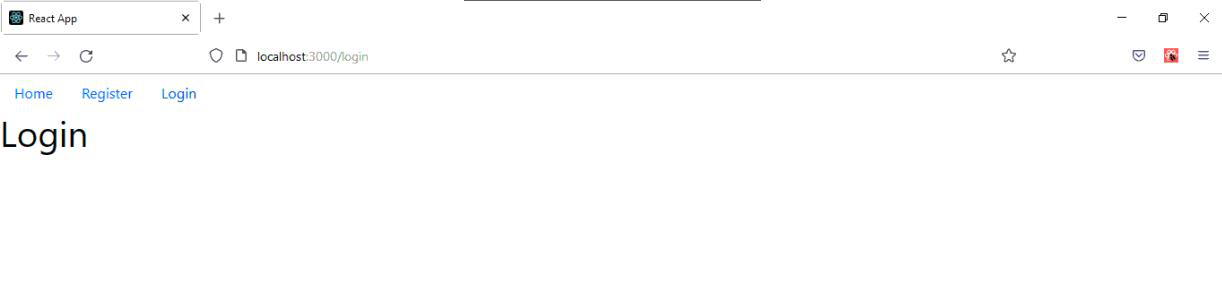 React App
localhost:3000/login
Home Register Login
Login